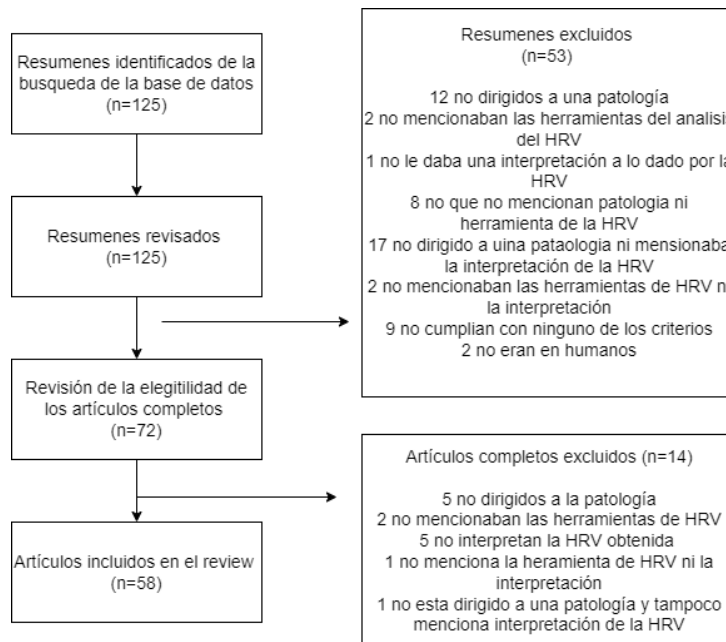 Resumenes identificados de la
busqueda de la base de datos
(n=125)
Resumenes revisados
(n=125)
Revisión de la elegitilidad de
los artículos completos
(n=72)
Artículos incluidos en el review
(n=58)
Resumenes excluidos
(n=53)
12 no dirigidos a una patología
2 no mencionaban las herramientas del analisis
del HRV
1 no le daba una interpretación a lo dado por la
HRV
8 no que no mencionan patologia ni
herramienta de la HRV
17 no dirigido a uina pataologia ni mensionaba
la interpretación de la HRV
2 no mencionaban las herramientas de HRV n
la interpretación
9 no cumplian con ninguno de los criterios
2 no eran en humanos
Artículos completos excluidos (n=14)
5 no dirigidos a la patología
2 no mencionaban las herramientas de HRV
5 no interpretan la HRV obtenida
1 no menciona la heramienta de HRV ni la
interpretación
1 no esta dirigido a una patología y tampoco
menciona interpretación de la HRV